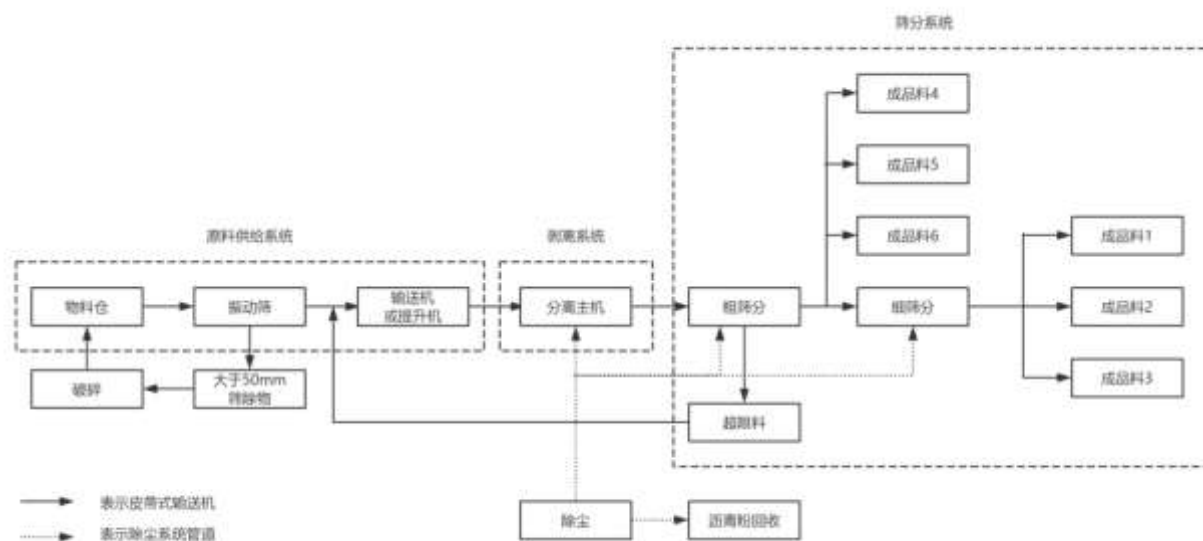 筛分系统
成品料4
成品料5
原料供给系统
剥离系统
成品料6
成品料1
物料仓
振动筛
输送机
或提升机
分离主机
粗筛分
细筛分
成品料2
破碎
大于50mm
筛除物
成品料3
超限料
表示皮带式输送机
除尘
沥青粉回收
表示除尘系统管道